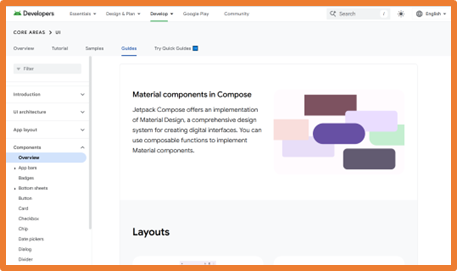 Developers Essentials Design & Plan Develop Google Play Community Search / English
CORE AREAS > UI
Overview Tutorial Samples Guides Try Quick Guides
Filter
Introduction
UI architecture
App layout
Components
Overview
App bars
Badges
Bottom sheets
Button
Card
Checkbox
Chip
Date pickers
Dialog
Divider
Material components in Compose
Jetpack Compose offers an implementation
of Material Design, a comprehensive design
system for creating digital interfaces. You can
use composable functions to implement
Material components.
Layouts